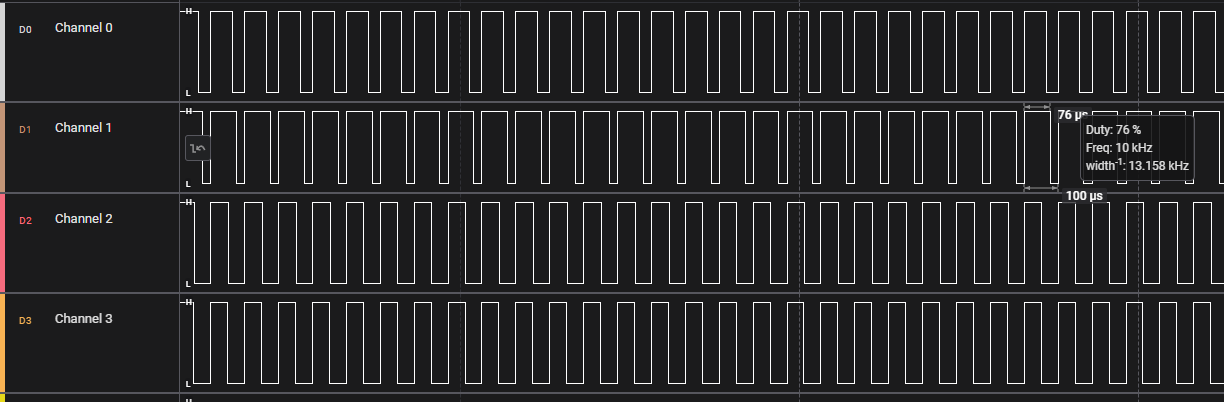 D0 Channel 0
H
L
D1 Channel 1
H
L
76 µs
Duty: 76 %
Freq: 10 kHz
width-1: 13.158 kHz
100 µs
D2 Channel 2
H
L
D3 Channel 3
H
L
H